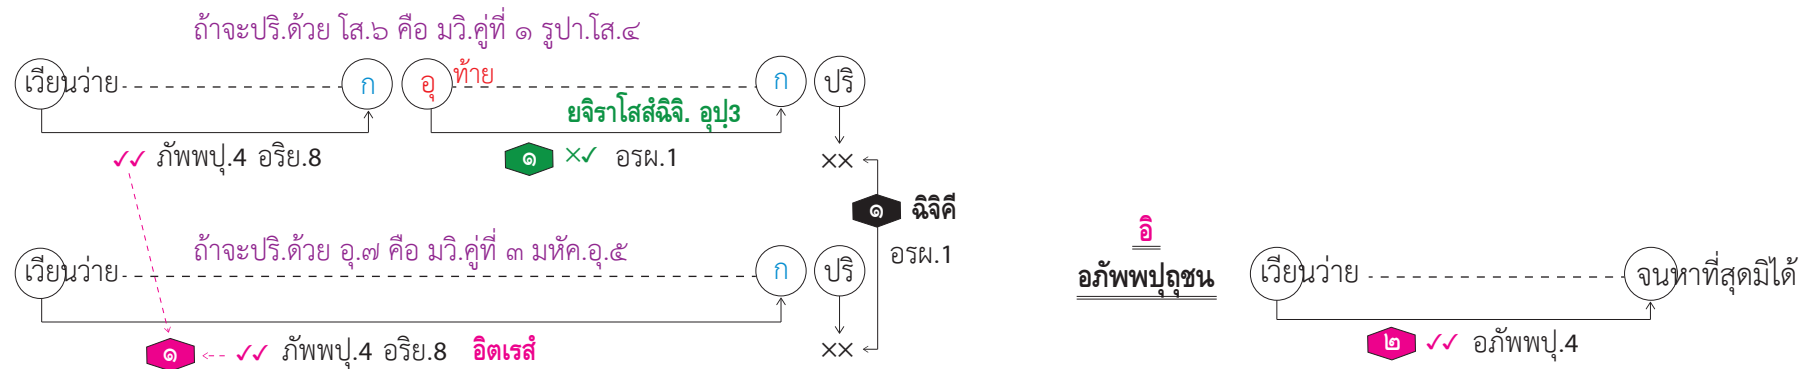 ถ้าจะปริ.ด้วย โส.๖ คือ มวิ.คู่ที่ ๑ รูปา.โส.๔
เวียนว่าย ก อุ ท้าย ก ปริ
ยจิราโสสํฉิจิ. อุปฺ3
✓✓ ภัพพปุ.4 อริย.8 ๑ ×✓ อรผ.1 ××
๑ ฉิจิคี
อรผ.1
ถ้าจะปริ.ด้วย อุ.๗ คือ มวิ.คู่ที่ ๓ มหัค.อุ.๕
เวียนว่าย ก ปริ
๑ ✓✓ ภัพพปุ.4 อริย.8 อิตเรสํ ××
อิ
อภัพพปุถุชน
เวียนว่าย จนหาที่สุดมิได้
๒ ✓✓ อภัพพปุ.4